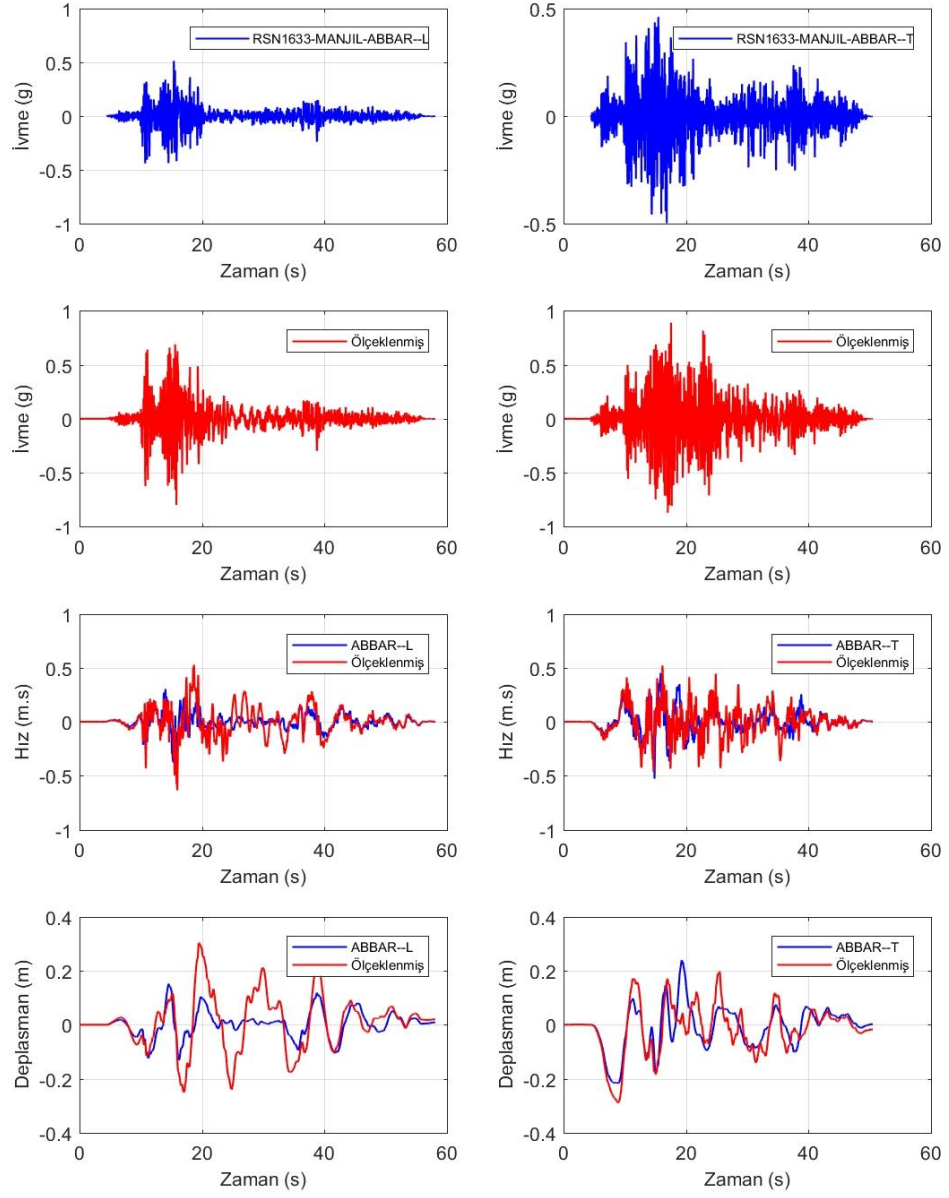 1
0.5
0
-0.5
-1
İvme (g)
RSN1633-MANJIL-ABBAR--L
0 20 40 60
Zaman (s)
0.5
0
-0.5
İvme (g)
RSN1633-MANJIL-ABBAR--T
0 20 40 60
Zaman (s)
1
0.5
0
-0.5
-1
İvme (g)
Ölçeklenmiş
0 20 40 60
Zaman (s)
1
0.5
0
-0.5
-1
İvme (g)
Ölçeklenmiş
0 20 40 60
Zaman (s)
1
0.5
0
-0.5
-1
Hız (m.s)
ABBAR--L
Ölçeklenmiş
0 20 40 60
Zaman (s)
1
0.5
0
-0.5
-1
Hız (m.s)
ABBAR--T
Ölçeklenmiş
0 20 40 60
Zaman (s)
0.4
0.2
0
-0.2
-0.4
Deplasman (m)
ABBAR--L
Ölçeklenmiş
0 20 40 60
Zaman (s)
0.4
0.2
0
-0.2
-0.4
Deplasman (m)
ABBAR--T
Ölçeklenmiş
0 20 40 60
Zaman (s)